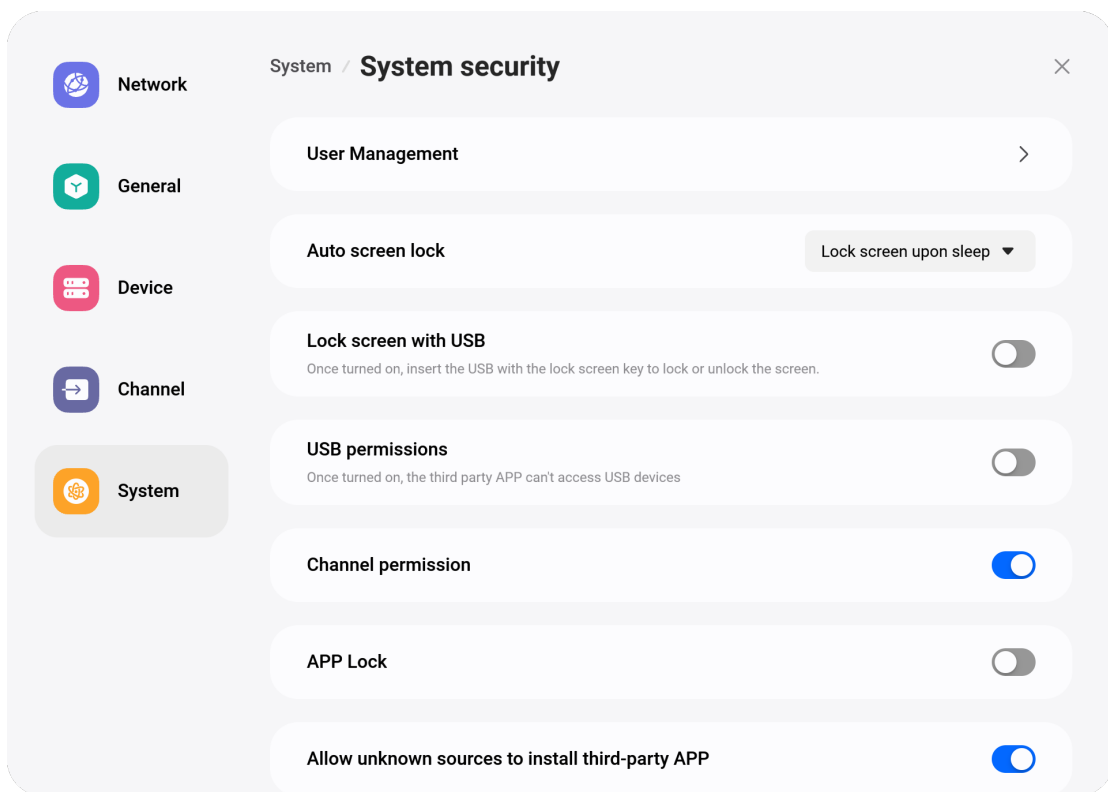 Network
General
Device
Channel
System
System / System security
User Management
Auto screen lock
Lock screen upon sleep
Lock screen with USB
Once turned on, insert the USB with the lock screen key to lock or unlock the screen.
USB permissions
Once turned on, the third party APP can't access USB devices
Channel permission
APP Lock
Allow unknown sources to install third-party APP